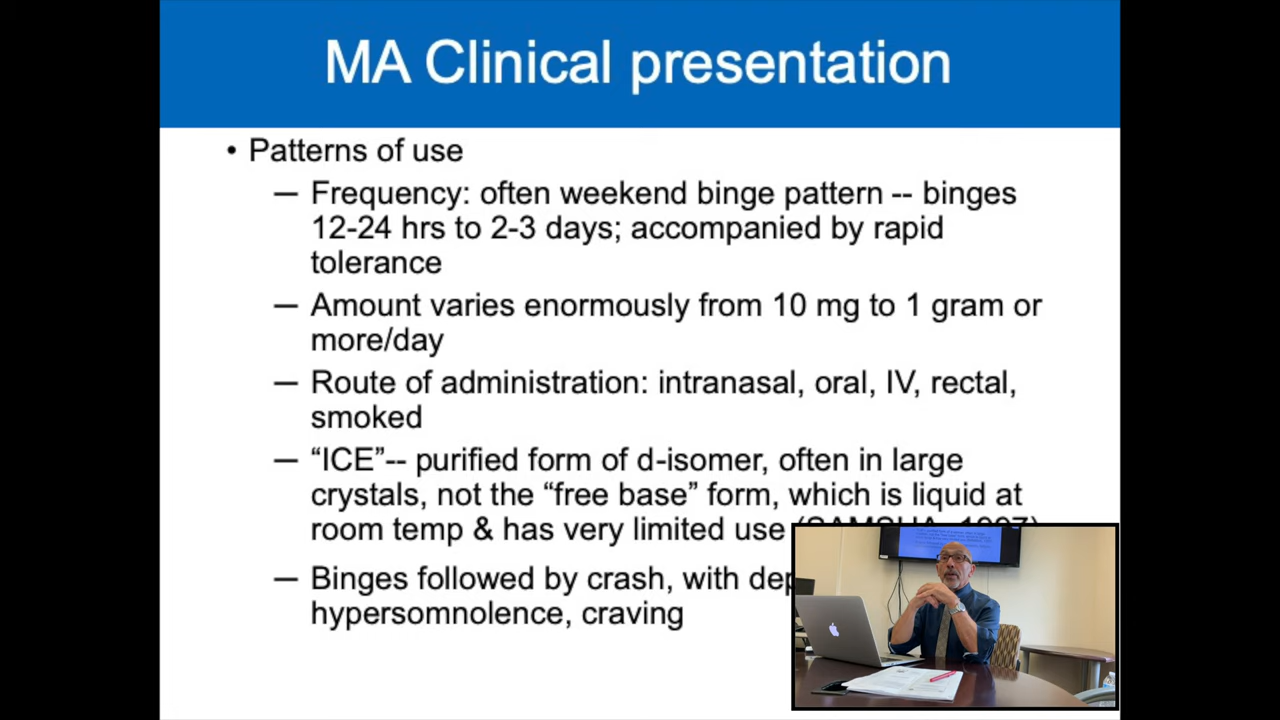 MA Clinical presentation
• Patterns of use
– Frequency: often weekend binge pattern -- binges
12-24 hrs to 2-3 days; accompanied by rapid
tolerance
– Amount varies enormously from 10 mg to 1 gram or
more/day
– Route of administration: intranasal, oral, IV, rectal,
smoked
– “ICE”-- purified form of d-isomer, often in large
crystals, not the “free base” form, which is liquid at
room temp & has very limited use
– Binges followed by crash, with
hypersomnolence, craving